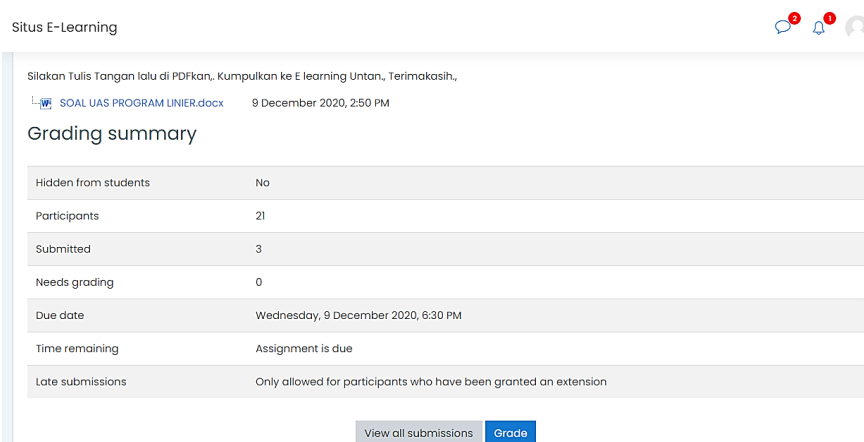 Situs E-Learning
2
1
Silakan Tulis Tangan lalu di PDFkan,. Kumpulkan ke E learning Untan., Terimakasih.,
SOAL UAS PROGRAM LINIER.docx 9 December 2020, 2:50 PM
Grading summary
Hidden from students No
Participants 21
Submitted 3
Needs grading 0
Due date Wednesday, 9 December 2020, 6:30 PM
Time remaining Assignment is due
Late submissions Only allowed for participants who have been granted an extension
View all submissions Grade